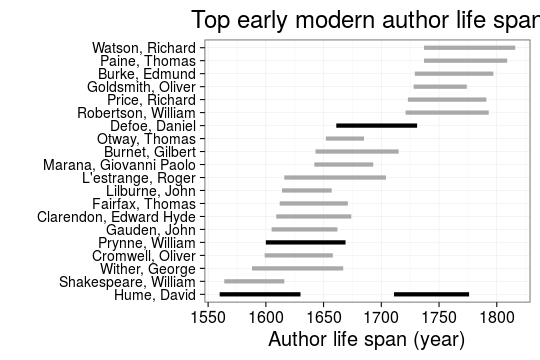 Top early modern author life span
Watson, Richard
Paine, Thomas
Burke, Edmund
Goldsmith, Oliver
Price, Richard
Robertson, William
Defoe, Daniel
Otway, Thomas
Burnet, Gilbert
Marana, Giovanni Paolo
L'estrange, Roger
Lilburne, John
Fairfax, Thomas
Clarendon, Edward Hyde
Gauden, John
Prynne, William
Cromwell, Oliver
Wither, George
Shakespeare, William
Hume, David
1550 1600 1650 1700 1750 1800
Author life span (year)